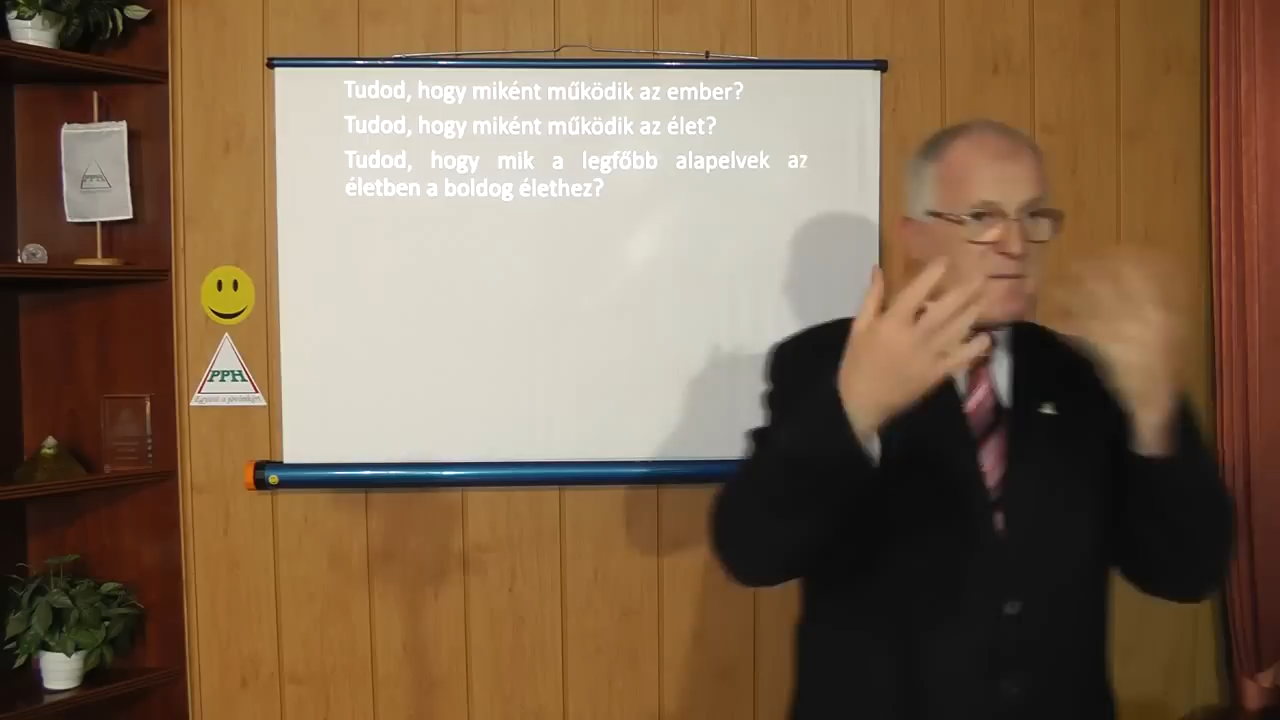 Tudod, hogy miként működik az ember?
Tudod, hogy miként működik az élet?
Tudod, hogy mik a legfőbb alapelvek az
életben a boldog élethez?
PPH